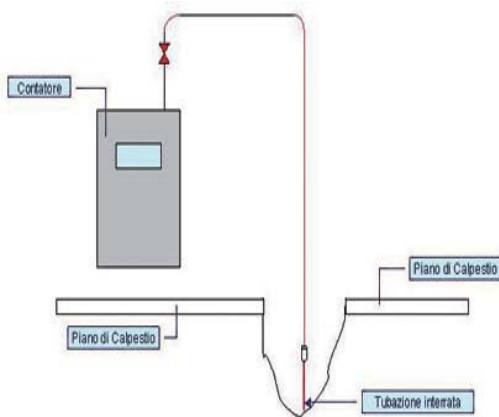 Contatore
Piano di Calpestio
Piano di Calpestio
Tubazione interrata